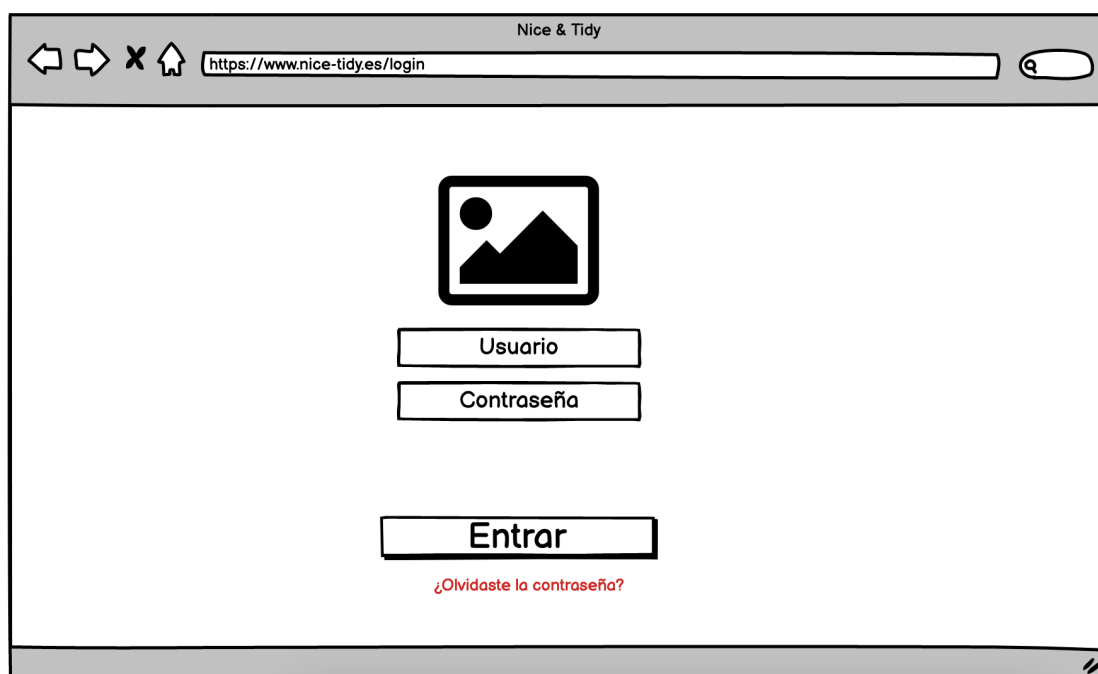 Nice & Tidy
https://www.nice-tidy.es/login
Usuario
Contraseña
Entrar
¿Olvidaste la contraseña?